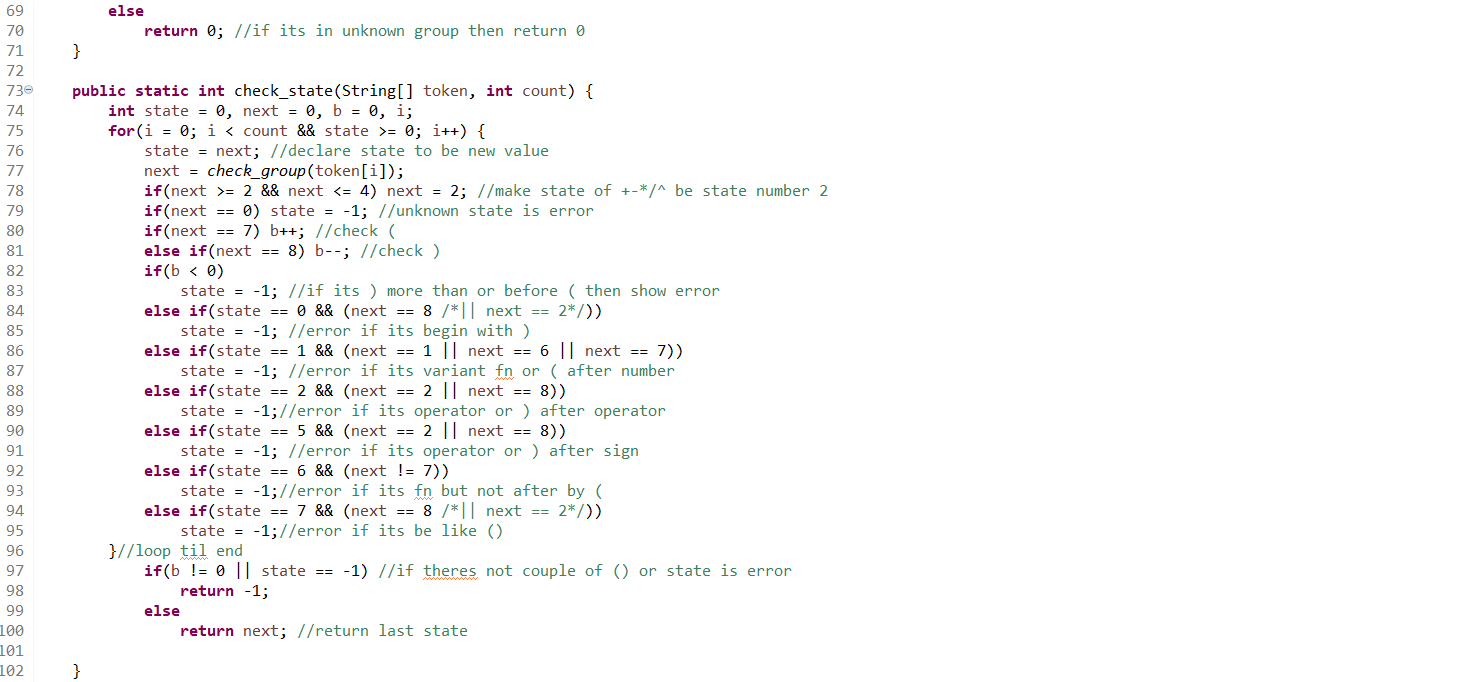 69 else
70 return 0; //if its in unknown group then return 0
71 }
72
73 public static int check_state(String[] token, int count) {
74 int state = 0, next = 0, b = 0, i;
75 for(i = 0; i < count && state >= 0; i++) {
76 state = next; //declare state to be new value
77 next = check_group(token[i]);
78 if(next >= 2 && next <= 4) next = 2; //make state of +-*/^ be state number 2
79 if(next == 0) state = -1; //unknown state is error
80 if(next == 7) b++; //check (
81 else if(next == 8) b--; //check )
82 if(b < 0)
83 state = -1; //if its ) more than or before ( then show error
84 else if(state == 0 && (next == 8 /*|| next == 2*/))
85 state = -1; //error if its begin with )
86 else if(state == 1 && (next == 1 || next == 6 || next == 7))
87 state = -1; //error if its variant fn or ( after number
88 else if(state == 2 && (next == 2 || next == 8))
89 state = -1;//error if its operator or ) after operator
90 else if(state == 5 && (next == 2 || next == 8))
91 state = -1; //error if its operator or ) after sign
92 else if(state == 6 && (next != 7))
93 state = -1;//error if its fn but not after by (
94 else if(state == 7 && (next == 8 /*|| next == 2*/))
95 state = -1;//error if its be like ()
96 }//loop til end
97 if(b != 0 || state == -1) //if theres not couple of () or state is error
98 return -1;
99 else
100 return next; //return last state
101
102 }